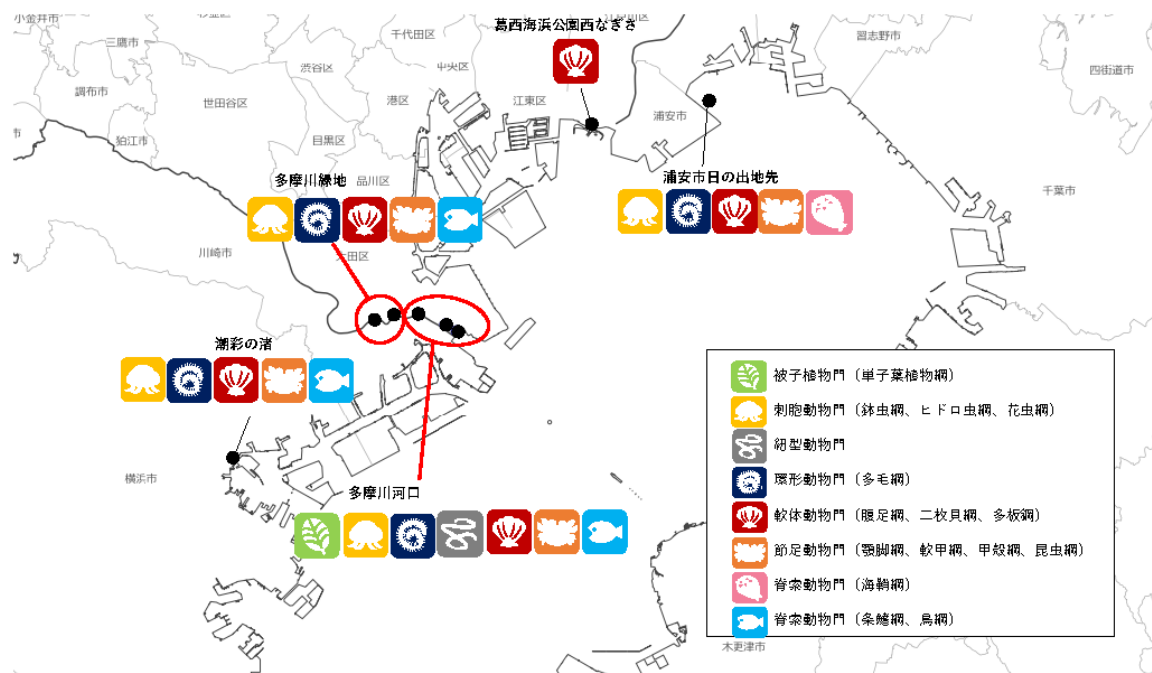 小金井市
三鷹市
調布市
狛江市
世田谷区
渋谷区
目黒区
千代田区
中央区
港区
品川区
江東区
大田区
川崎市
横浜市
浦安市
習志野市
四街道市
千葉市
木更津市
葛西海浜公園西なぎさ
多摩川緑地
浦安市日の出地先
潮彩の渚
多摩川河口
被子植物門（単子葉植物綱）
刺胞動物門（鉢虫綱、ヒドロ虫綱、花虫綱）
紐型動物門
環形動物門（多毛綱）
軟体動物門（腹足綱、二枚貝綱、多板綱）
節足動物門（顎脚綱、軟甲綱、甲殻綱、昆虫綱）
脊索動物門（海鞘綱）
脊索動物門（条鰭綱、鳥綱）